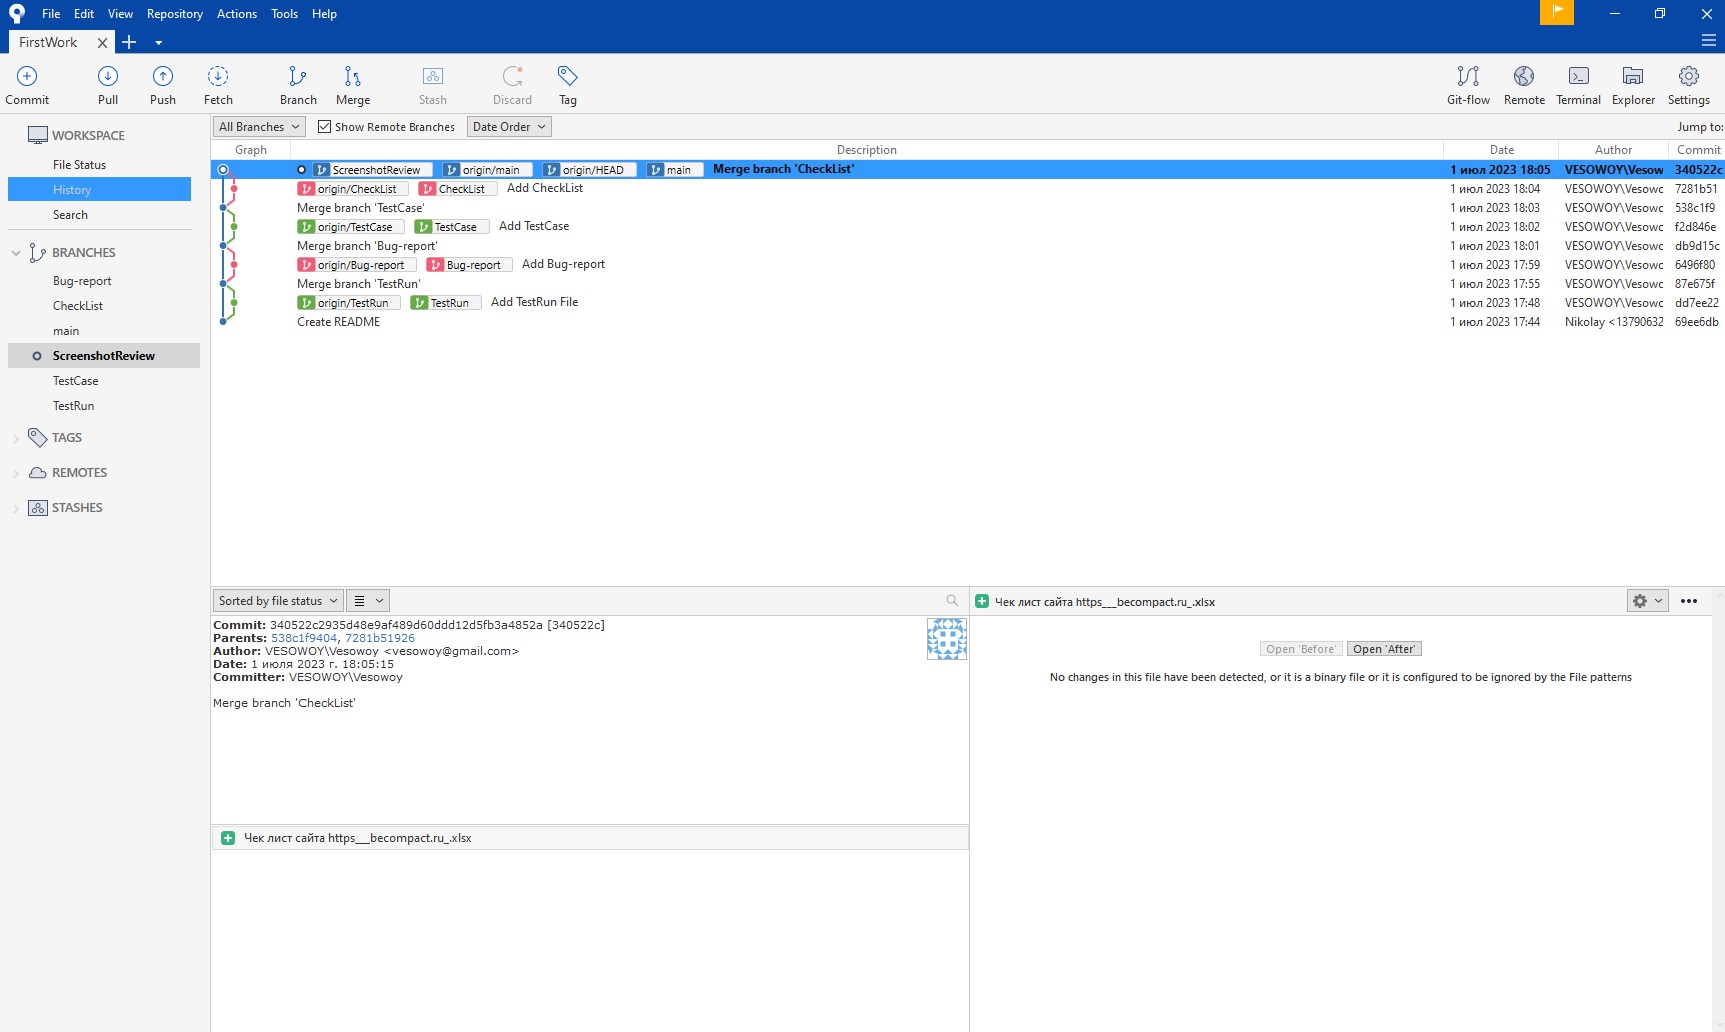 File Edit View Repository Actions Tools Help
FirstWork
Commit Pull Push Fetch Branch Merge Stash Discard Tag Git-flow Remote Terminal Explorer Settings
WORKSPACE
File Status
History
Search
BRANCHES
Bug-report
CheckList
main
ScreenshotReview
TestCase
TestRun
TAGS
REMOTES
STASHES
All Branches Show Remote Branches Date Order Jump to:
Graph Description Date Author Commit
ScreenshotReview origin/main origin/HEAD main Merge branch 'CheckList' 1 июл 2023 18:05 VESOWOY\Vesow 340522c
origin/CheckList CheckList Add CheckList 1 июл 2023 18:04 VESOWOY\Vesowc 7281b51
Merge branch 'TestCase' 1 июл 2023 18:03 VESOWOY\Vesowc 538c1f9
origin/TestCase TestCase Add TestCase 1 июл 2023 18:02 VESOWOY\Vesowc f2d846e
Merge branch 'Bug-report' 1 июл 2023 18:01 VESOWOY\Vesowc db9d15c
origin/Bug-report Bug-report Add Bug-report 1 июл 2023 17:59 VESOWOY\Vesowc 6496f80
Merge branch 'TestRun' 1 июл 2023 17:55 VESOWOY\Vesowc 87e675f
origin/TestRun TestRun Add TestRun File 1 июл 2023 17:48 VESOWOY\Vesowc dd7ee22
Create README 1 июл 2023 17:44 Nikolay <13790632 69ee6db
Sorted by file status
Commit: 340522c2935d48e9af489d60ddd12d5fb3a4852a [340522c]
Parents: 538c1f9404, 7281b51926
Author: VESOWOY\Vesowoy <vesowoy@gmail.com>
Date: 1 июля 2023 г. 18:05:15
Committer: VESOWOY\Vesowoy
Merge branch 'CheckList'
Чек лист сайта https___becompact.ru_.xlsx
Чек лист сайта https___becompact.ru_.xlsx
Open 'Before' Open 'After'
No changes in this file have been detected, or it is a binary file or it is configured to be ignored by the File patterns